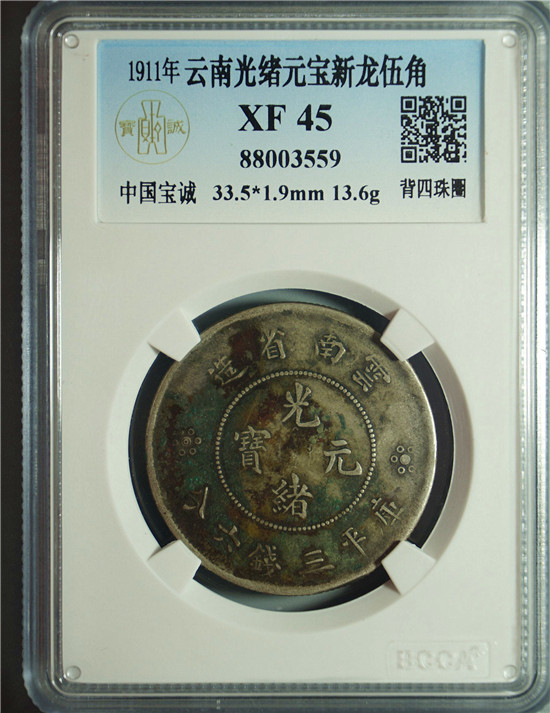 1911年 云南光绪元宝新龙伍角
XF 45
寶 誠
88003559
中国宝诚 33.5*1.9mm 13.6g 背四珠圈
雲南省造
光緒元寶
庫平三錢六分
BCCA